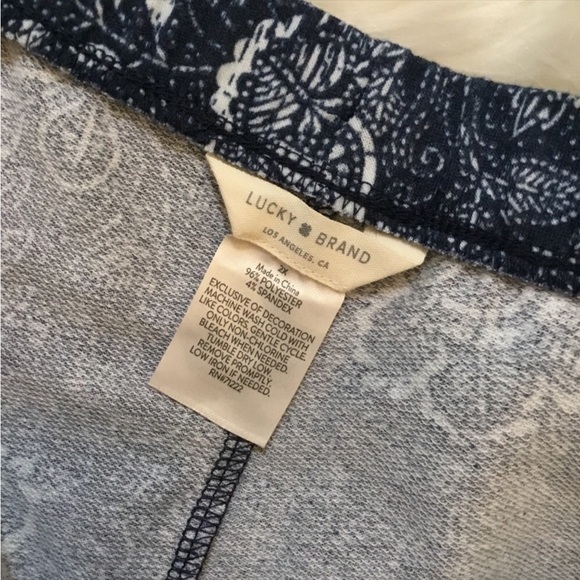 LUCKY BRAND
LOS ANGELES, CA
2X
Made in China
96% POLYESTER
4% SPANDEX
EXCLUSIVE OF DECORATION
MACHINE WASH COLD WITH
LIKE COLORS, GENTLE CYCLE.
ONLY NON-CHLORINE
BLEACH WHEN NEEDED.
TUMBLE DRY LOW.
REMOVE PROMPTLY.
LOW IRON IF NEEDED.
RN#71222